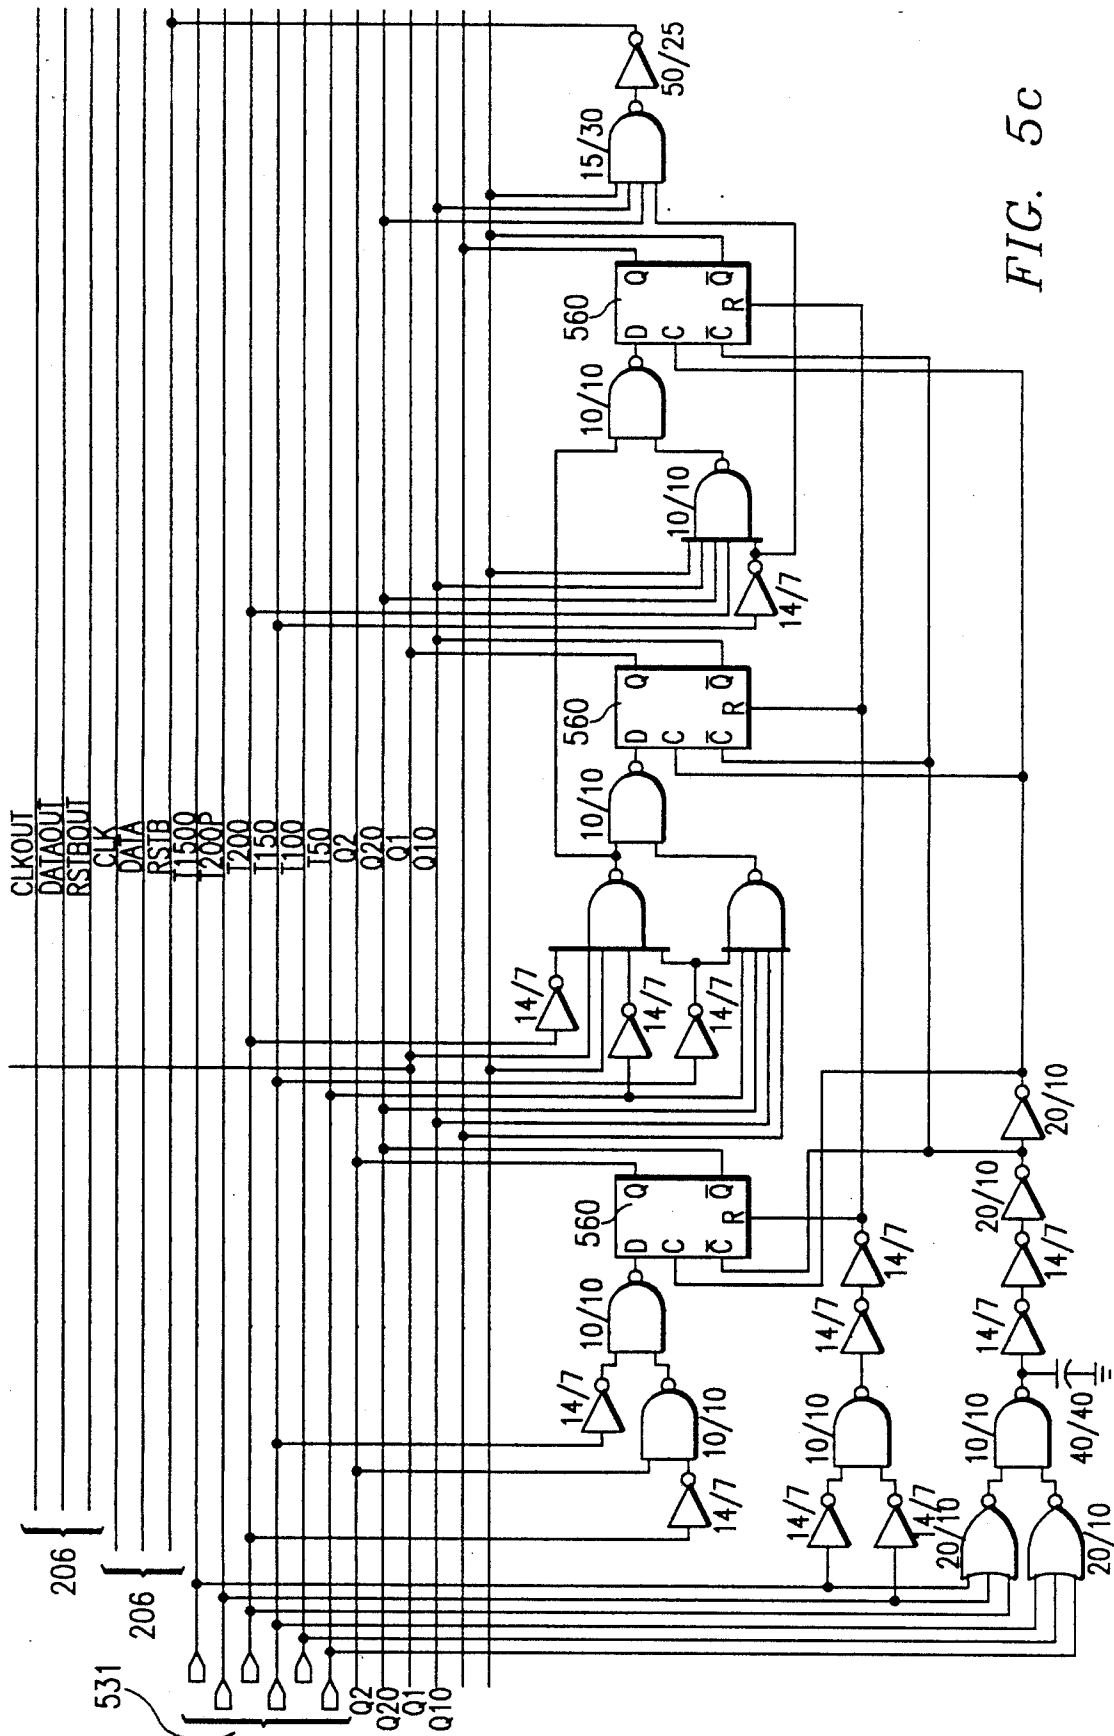 CLKOUT
DATAOUT
RSTBOUT
CLK
DATA
RSTB
T1500
T200P
T200
T150
T100
T50
Q2
Q20
Q1
Q10
206
206
531
Q2
Q20
Q1
Q10
14/7
14/7
10/10
10/10
560
D
C
C̅
Q
Q̅
R
14/7
14/7
14/7
10/10
560
D
C
C̅
Q
Q̅
R
14/7
10/10
10/10
560
D
C
C̅
Q
Q̅
R
15/30
50/25
14/7
14/7
10/10
14/7
14/7
20/10
20/10
10/10
40/40
14/7
14/7
20/10
20/10
FIG. 5c